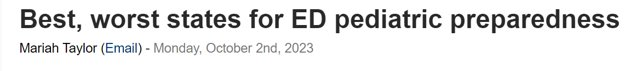 Best, worst states for ED pediatric preparedness
Mariah Taylor (Email) - Monday, October 2nd, 2023